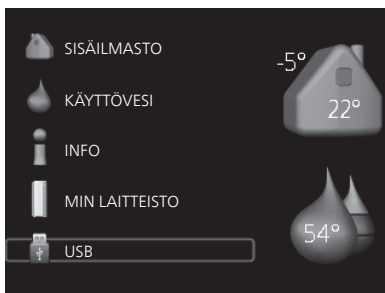 SISÄILMASTO
KÄYTTÖVESI
INFO
MIN LAITTEISTO
USB
-5°
22°
54°